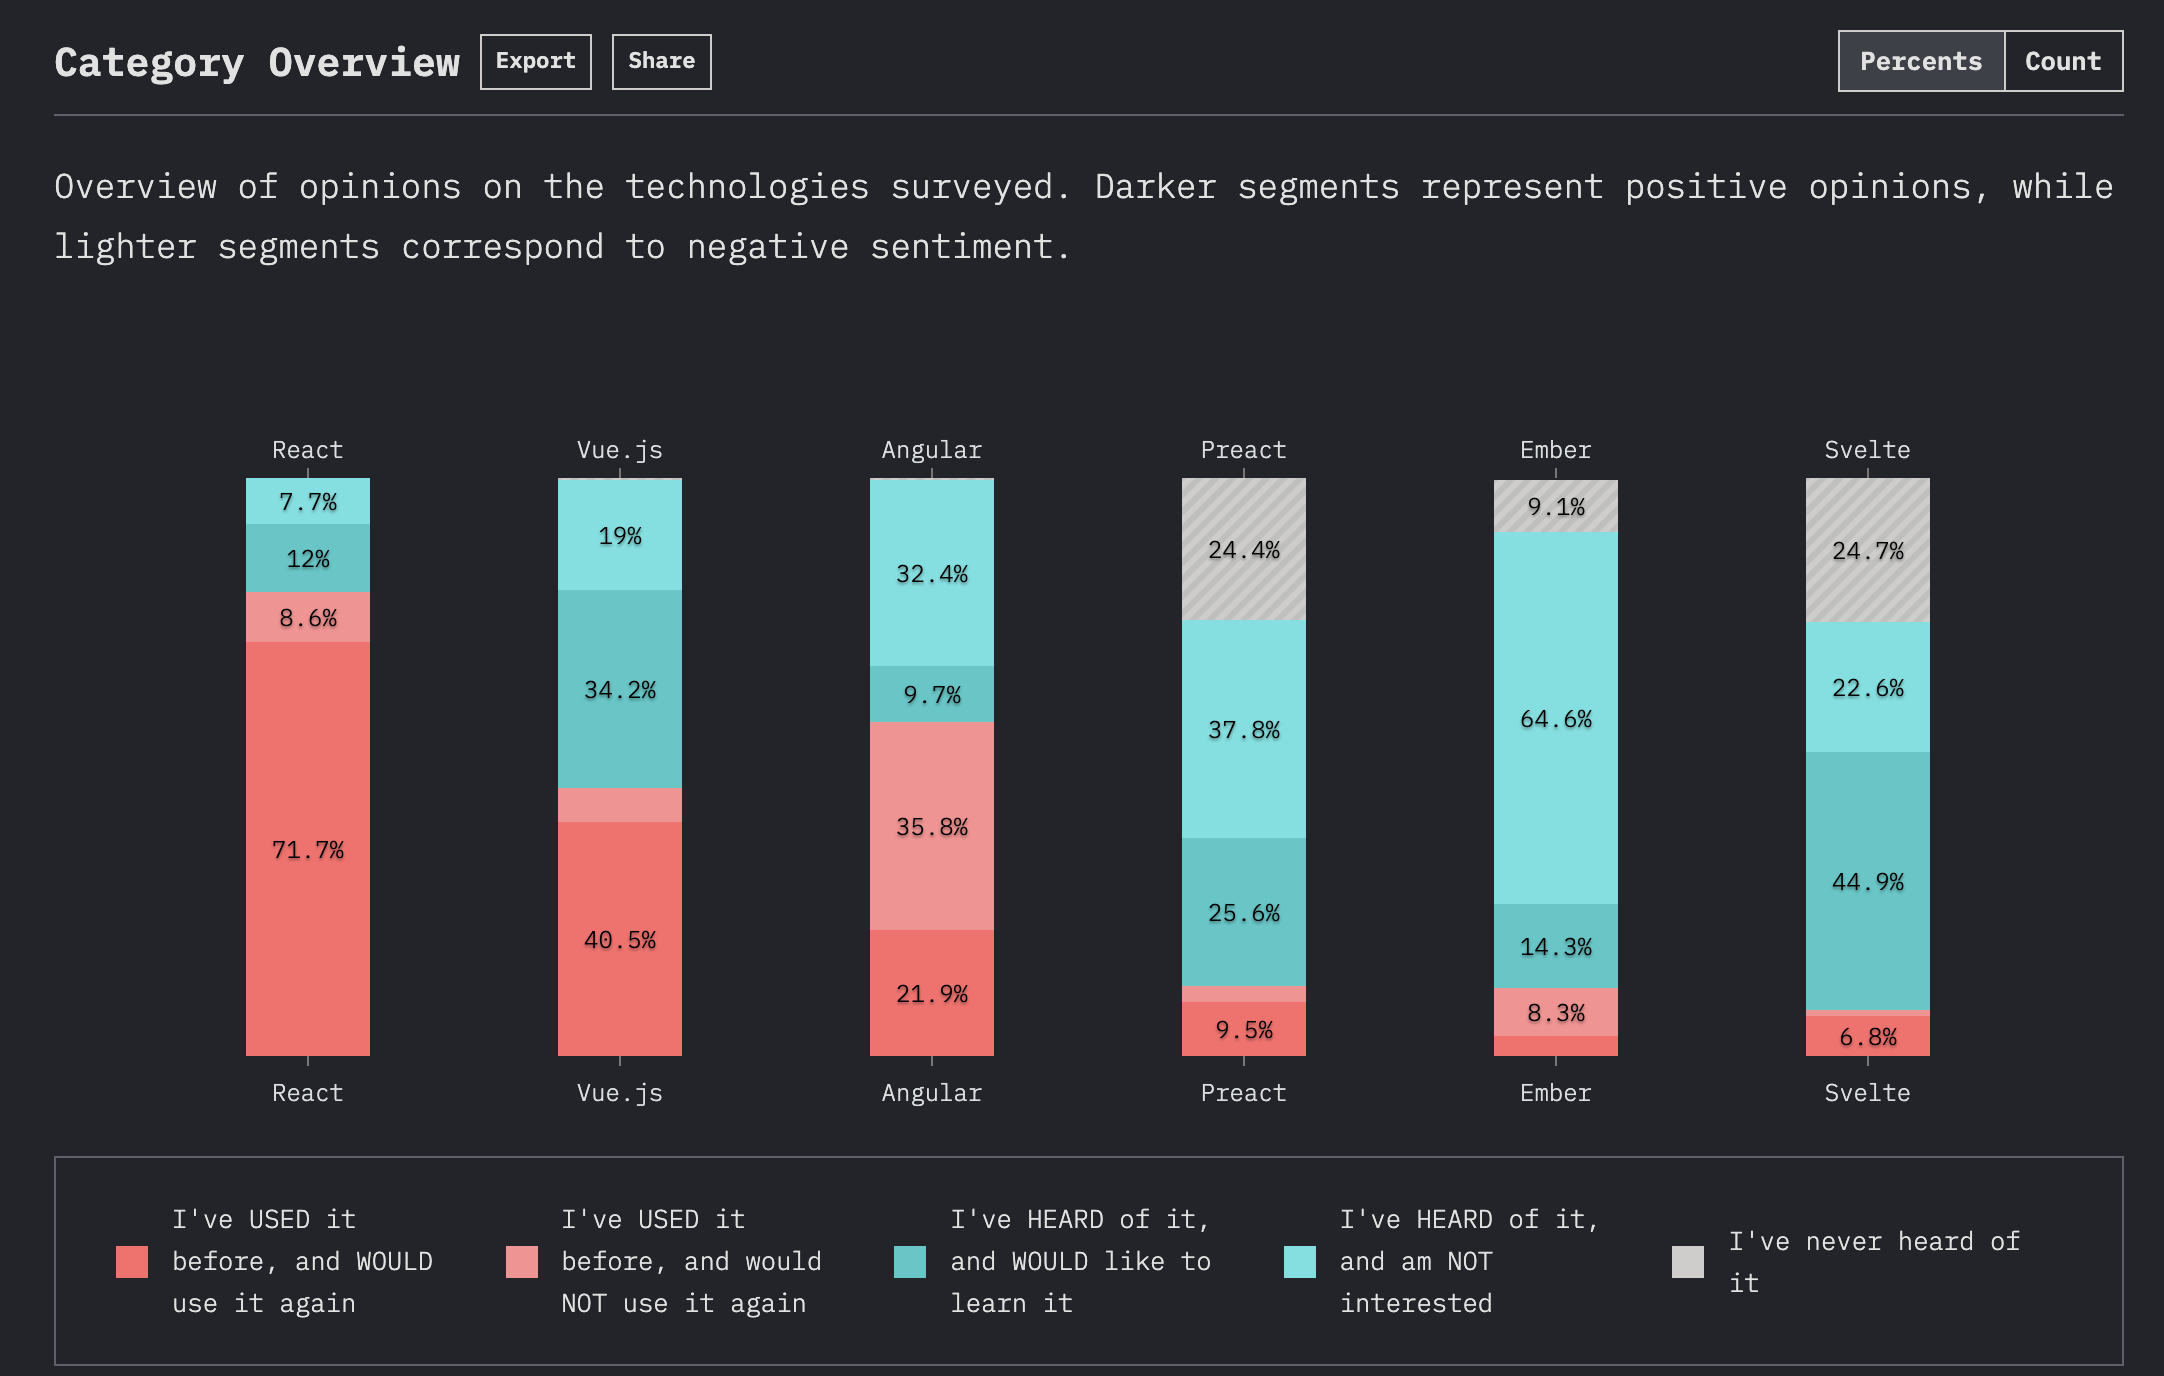 Category Overview
Export
Share
Percents
Count
Overview of opinions on the technologies surveyed. Darker segments represent positive opinions, while
lighter segments correspond to negative sentiment.
React
Vue.js
Angular
Preact
Ember
Svelte
7.7%
12%
8.6%
71.7%
19%
34.2%
40.5%
32.4%
9.7%
35.8%
21.9%
24.4%
37.8%
25.6%
9.5%
9.1%
64.6%
14.3%
8.3%
24.7%
22.6%
44.9%
6.8%
React
Vue.js
Angular
Preact
Ember
Svelte
I've USED it
before, and WOULD
use it again
I've USED it
before, and would
NOT use it again
I've HEARD of it,
and WOULD like to
learn it
I've HEARD of it,
and am NOT
interested
I've never heard of
it